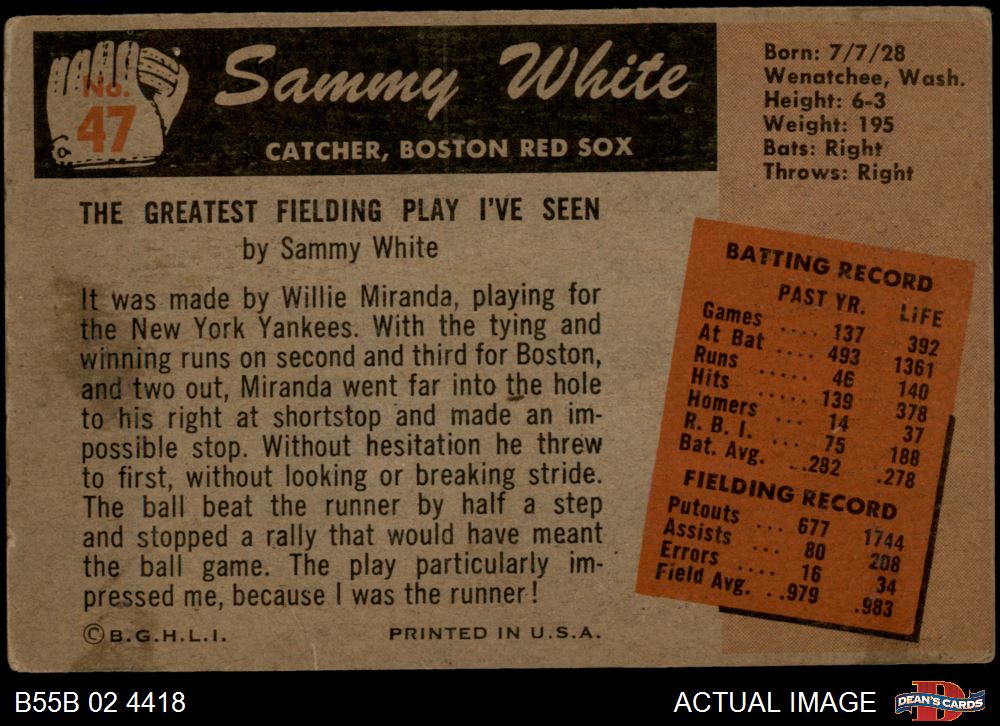 No.
47
Sammy White
CATCHER, BOSTON RED SOX
Born: 7/7/28
Wenatchee, Wash.
Height: 6-3
Weight: 195
Bats: Right
Throws: Right
THE GREATEST FIELDING PLAY I'VE SEEN
by Sammy White
It was made by Willie Miranda, playing for
the New York Yankees. With the tying and
winning runs on second and third for Boston,
and two out, Miranda went far into the hole
to his right at shortstop and made an im-
possible stop. Without hesitation he threw
to first, without looking or breaking stride.
The ball beat the runner by half a step
and stopped a rally that would have meant
the ball game. The play particularly im-
pressed me, because I was the runner!
©B.G.H.L.I. PRINTED IN U.S.A.
BATTING RECORD
PAST YR. LIFE
Games .... 137 392
At Bat .... 493 1361
Runs ..... 46 140
Hits ..... 139 378
Homers ... 14 37
R. B. I. ... 75 188
Bat. Avg. ...282 .278
FIELDING RECORD
Putouts ... 677 1744
Assists ... 80 208
Errors .... 16 34
Field Avg. ..979 .983
B55B 02 4418
ACTUAL IMAGE
D
DEAN'S CARDS